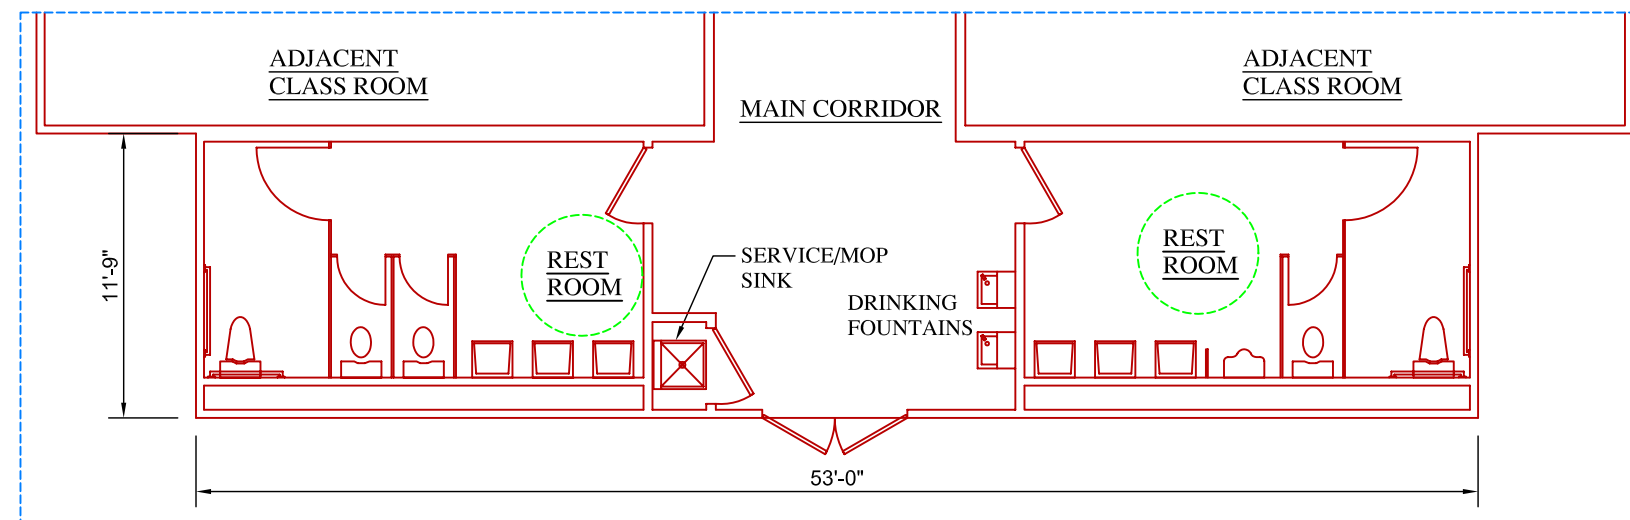 ADJACENT
CLASS ROOM
MAIN CORRIDOR
ADJACENT
CLASS ROOM
11'-9"
REST
ROOM
SERVICE/MOP
SINK
DRINKING
FOUNTAINS
REST
ROOM
53'-0"